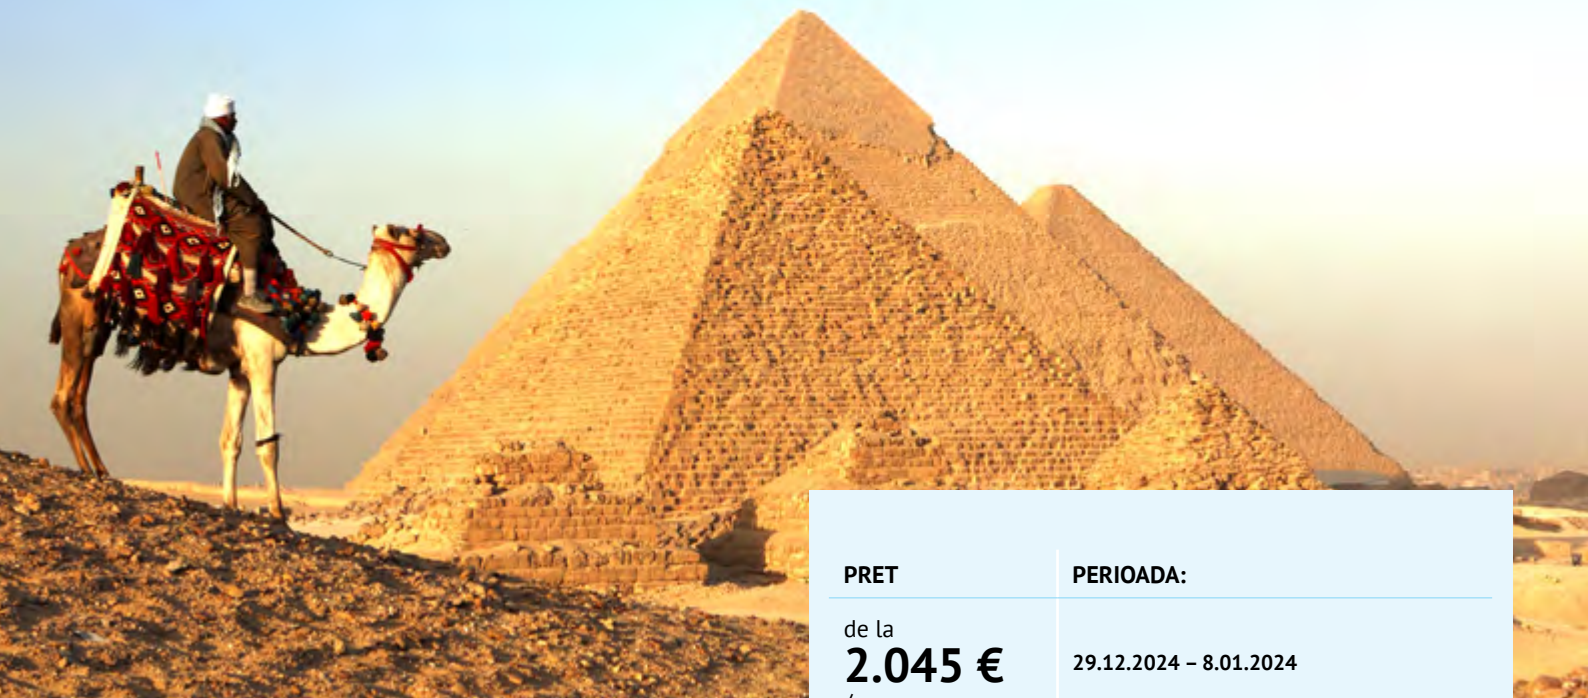 PRET
PERIOADA:
de la
2.045 €
29.12.2024 – 8.01.2024